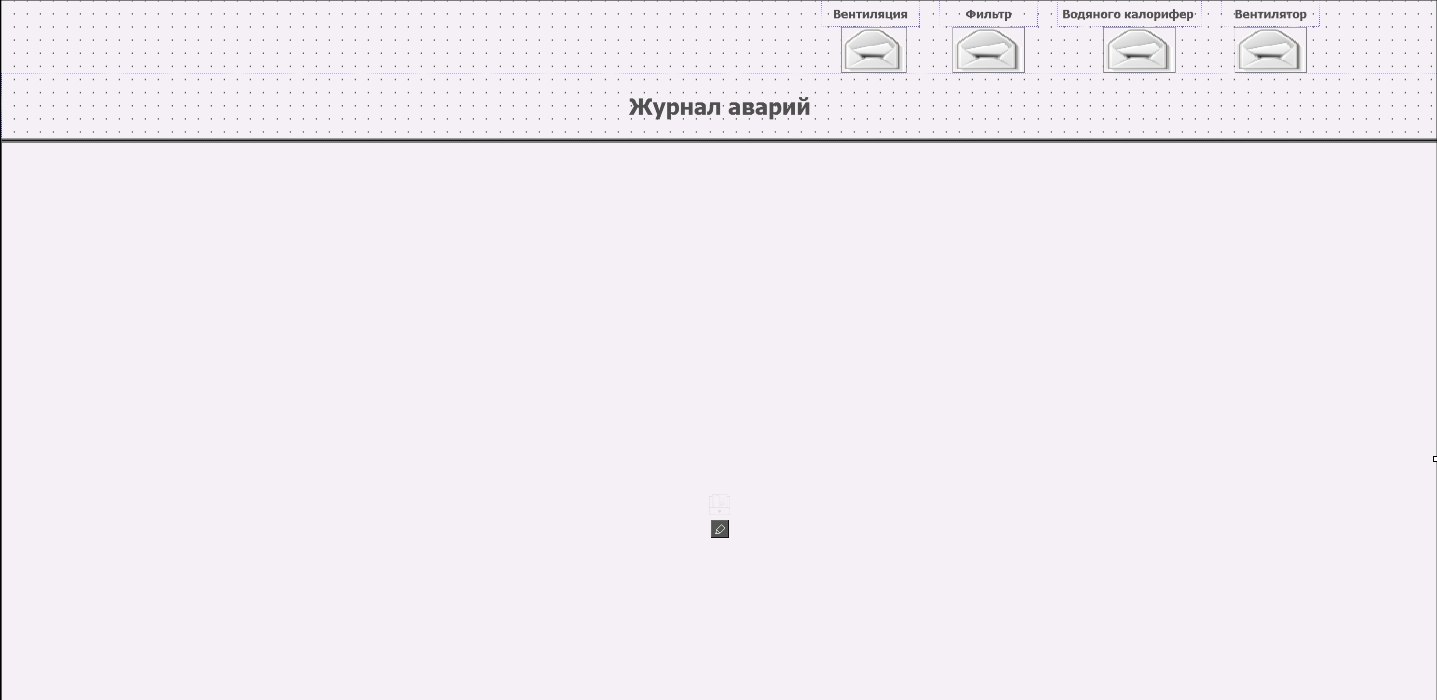 Вентиляция
Фильтр
Водяного калорифер
Вентилятор
Журнал аварий